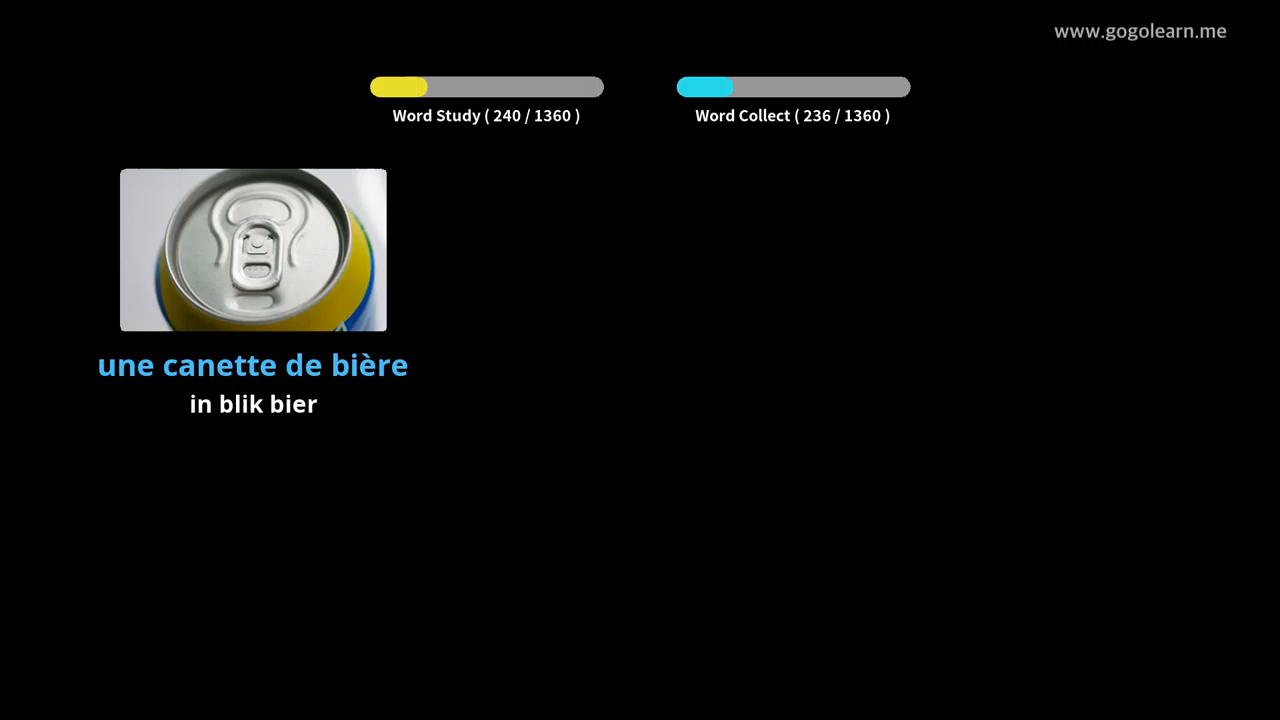 www.gogolearn.me
Word Study ( 240 / 1360 )
Word Collect ( 236 / 1360 )
une canette de bière
in blik bier